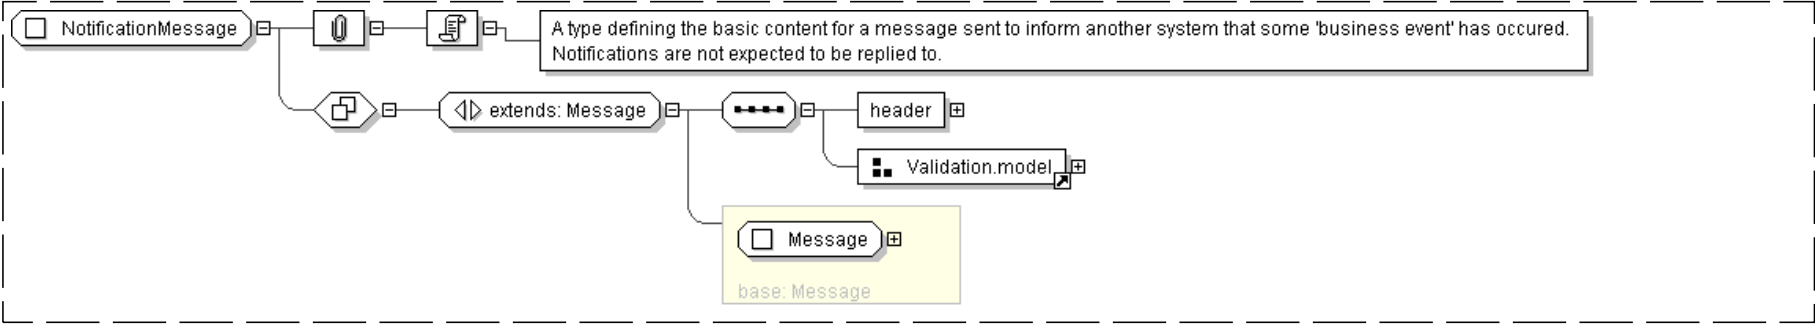 NotificationMessage
A type defining the basic content for a message sent to inform another system that some 'business event' has occured.
Notifications are not expected to be replied to.
extends: Message
header
Validation.model
Message
base: Message